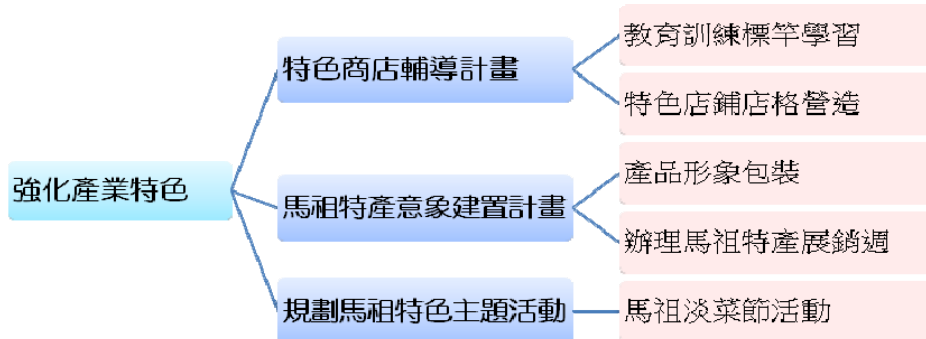 強化產業特色
特色商店輔導計畫
教育訓練標竿學習
特色店鋪店格營造
馬祖特產意象建置計畫
產品形象包裝
辦理馬祖特產展銷週
規劃馬祖特色主題活動
馬祖淡菜節活動